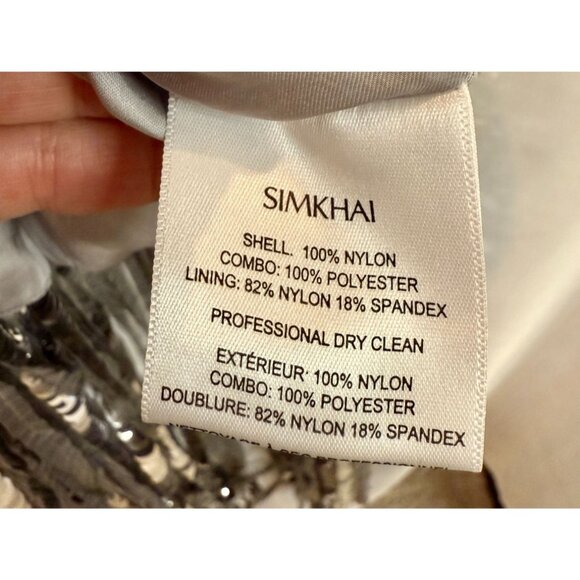 SIMKHAI
SHELL. 100% NYLON
COMBO: 100% POLYESTER
LINING: 82% NYLON 18% SPANDEX
PROFESSIONAL DRY CLEAN
EXTÉRIEUR: 100% NYLON
COMBO: 100% POLYESTER
DOUBLURE: 82% NYLON 18% SPANDEX